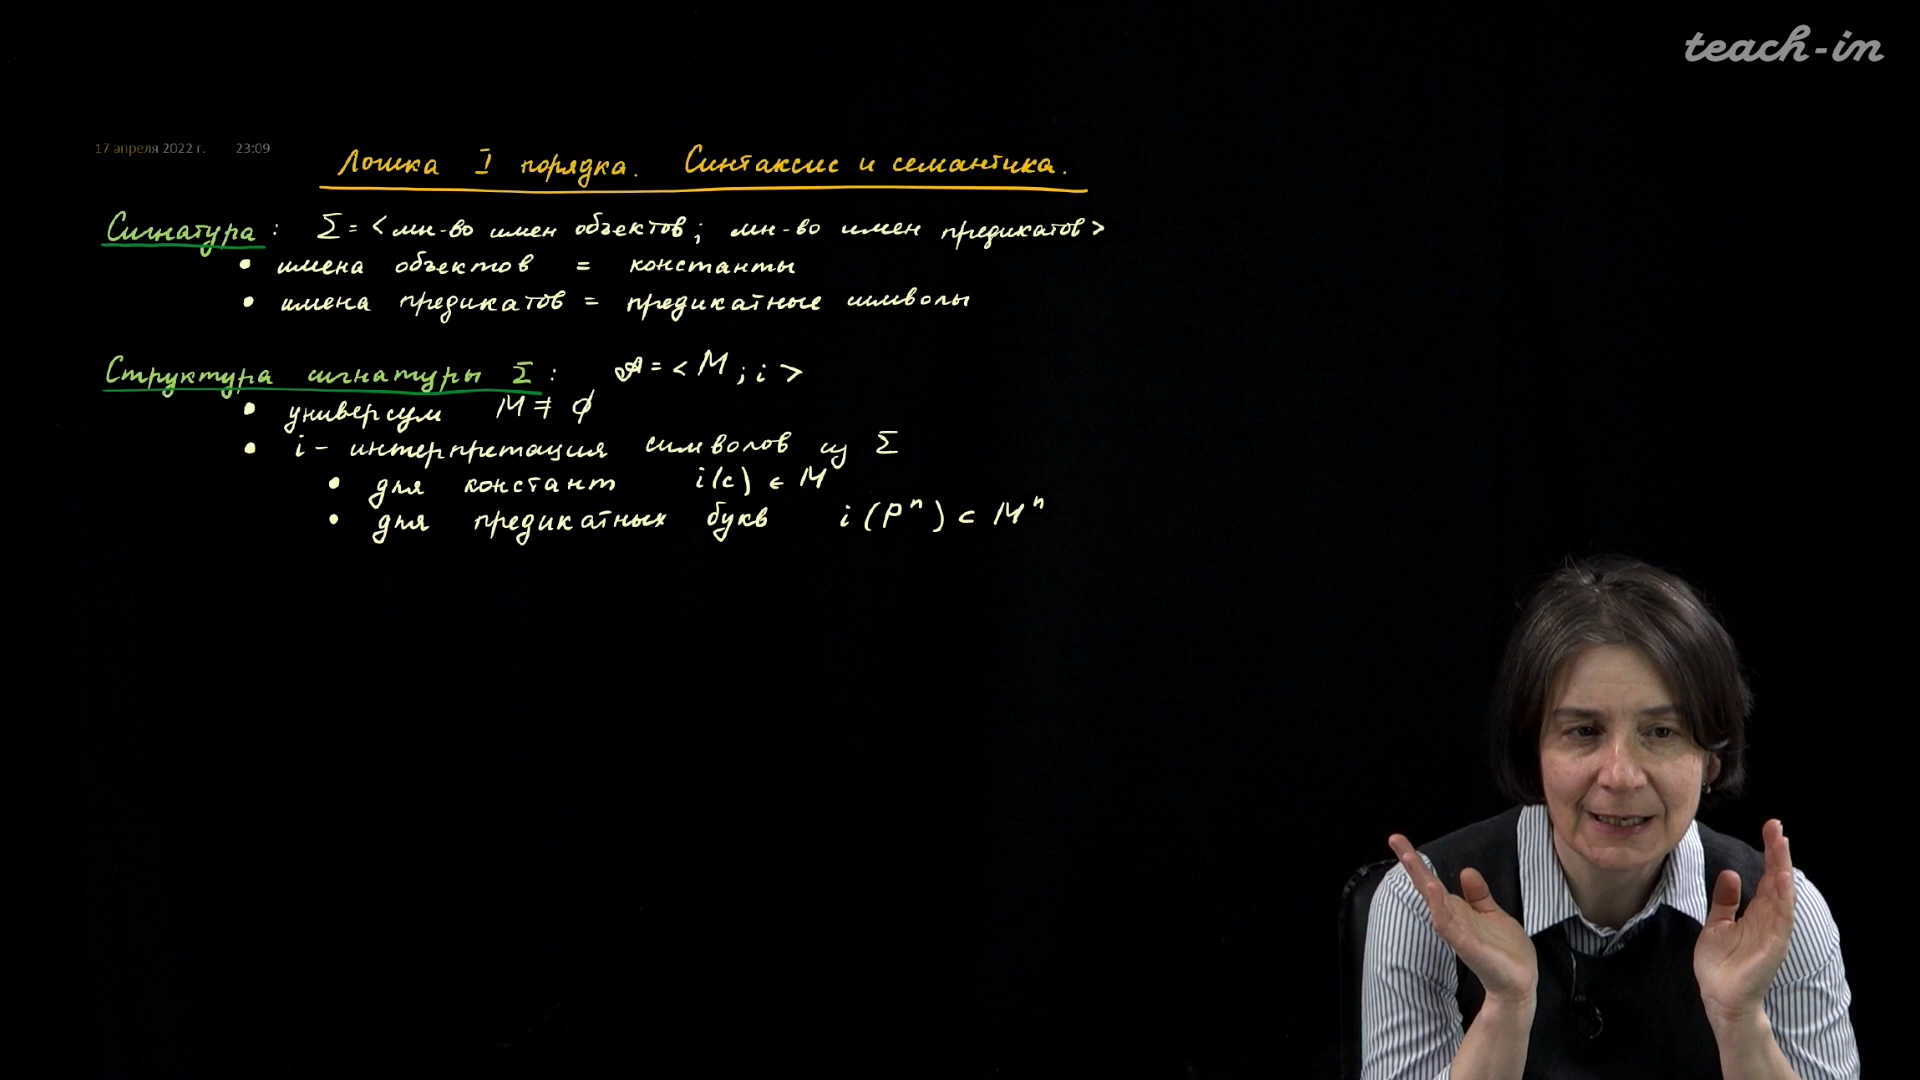 teach-in
17 апреля 2022 г. 23:09
Логика I порядка. Синтаксис и семантика.
Сигнатура: Σ = < мн-во имен объектов; мн-во имен предикатов >
• имена объектов = константы
• имена предикатов = предикатные символы
Структура сигнатуры Σ: 𝒜 = < M ; i >
• универсум M ≠ ∅
• i - интерпретация символов из Σ
• для констант i(c) ∈ M
• для предикатных букв i(Pⁿ) ⊂ Mⁿ